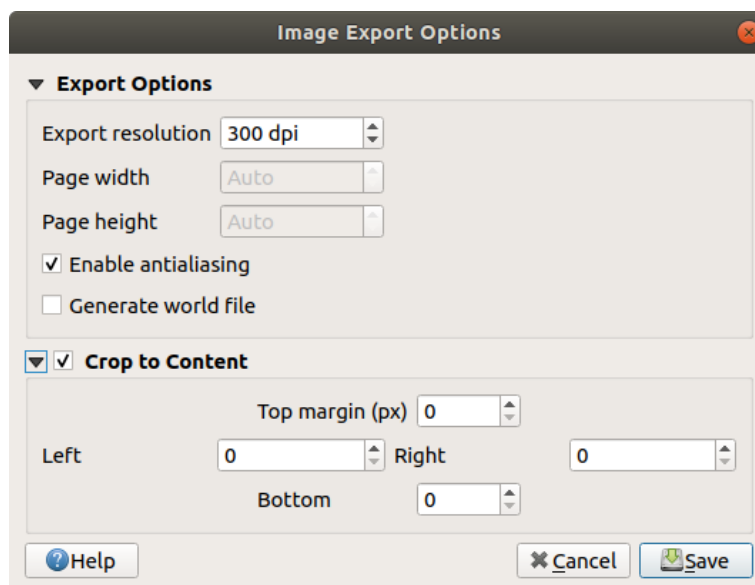 Image Export Options
Export Options
Export resolution 300 dpi
Page width Auto
Page height Auto
Enable antialiasing
Generate world file
Crop to Content
Top margin (px) 0
Left 0 Right 0
Bottom 0
Help Cancel Save